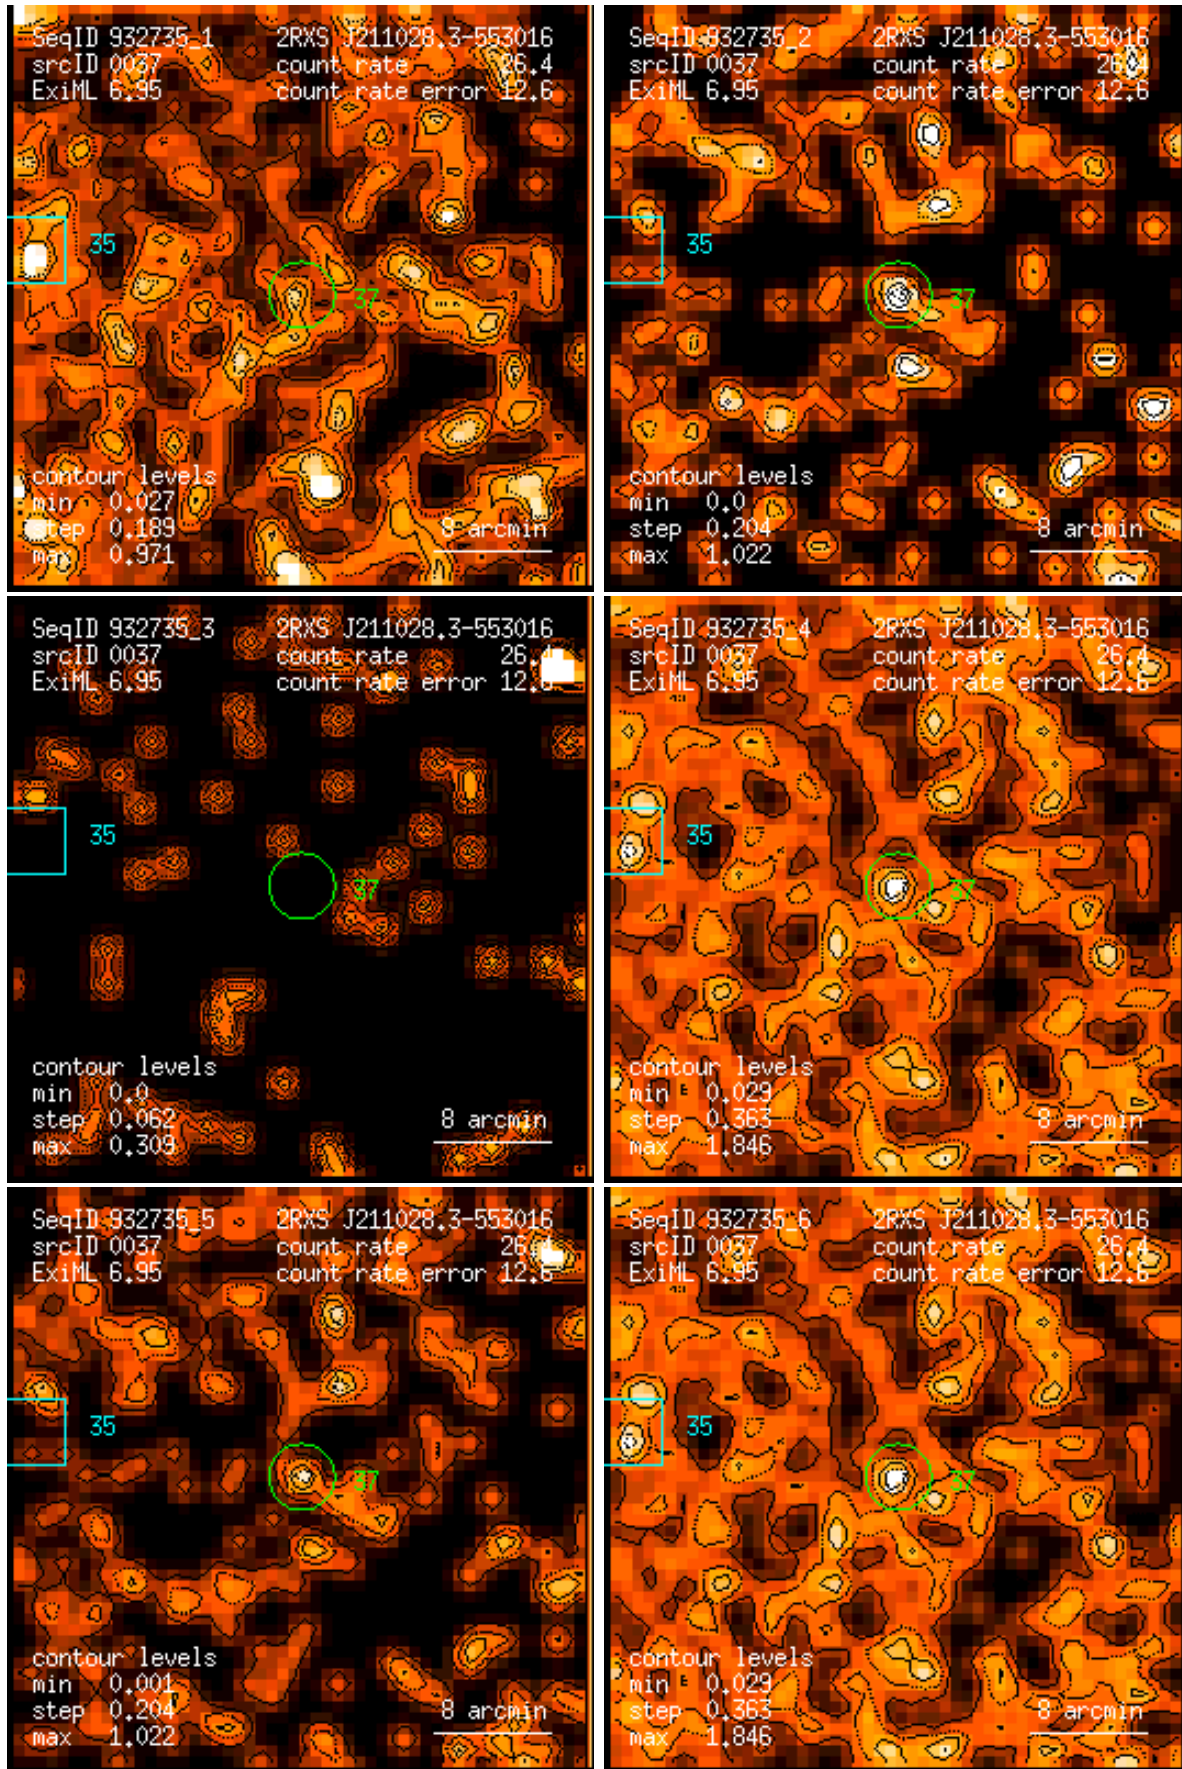 SeqID 932735_1 2RXS J211028.3-553016
srcID 0037 count rate 26.4
ExiML 6.95 count rate error 12.6
35
37
contour levels
min 0.027
step 0.189 8 arcmin
max 0.971
SeqID 932735_2 2RXS J211028.3-553016
srcID 0037 count rate 26.4
ExiML 6.95 count rate error 12.6
35
37
contour levels
min 0.0
step 0.204 8 arcmin
max 1.022
SeqID 932735_3 2RXS J211028.3-553016
srcID 0037 count rate 26.4
ExiML 6.95 count rate error 12.6
35
37
contour levels
min 0.0
step 0.062 8 arcmin
max 0.309
SeqID 932735_4 2RXS J211028.3-553016
srcID 0037 count rate 26.4
ExiML 6.95 count rate error 12.6
35
37
contour levels
min 0.029
step 0.363 8 arcmin
max 1.846
SeqID 932735_5 2RXS J211028.3-553016
srcID 0037 count rate 26.4
ExiML 6.95 count rate error 12.6
35
37
contour levels
min 0.001
step 0.204 8 arcmin
max 1.022
SeqID 932735_6 2RXS J211028.3-553016
srcID 0037 count rate 26.4
ExiML 6.95 count rate error 12.6
35
37
contour levels
min 0.029
step 0.363 8 arcmin
max 1.846